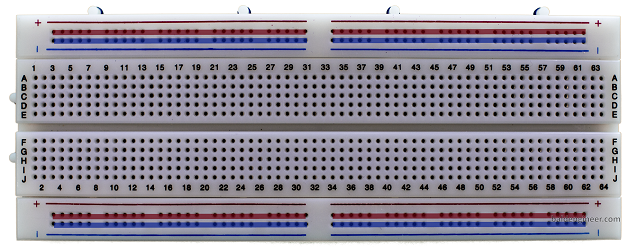 + +
- -
1 3 5 7 9 11 13 15 17 19 21 23 25 27 29 31 33 35 37 39 41 43 45 47 49 51 53 55 57 59 61 63
A A
B B
C C
D D
E E
F F
G G
H H
I I
J J
2 4 6 8 10 12 14 16 18 20 22 24 26 28 30 32 34 36 38 40 42 44 46 48 50 52 54 56 58 60 62 64
+ +
- -